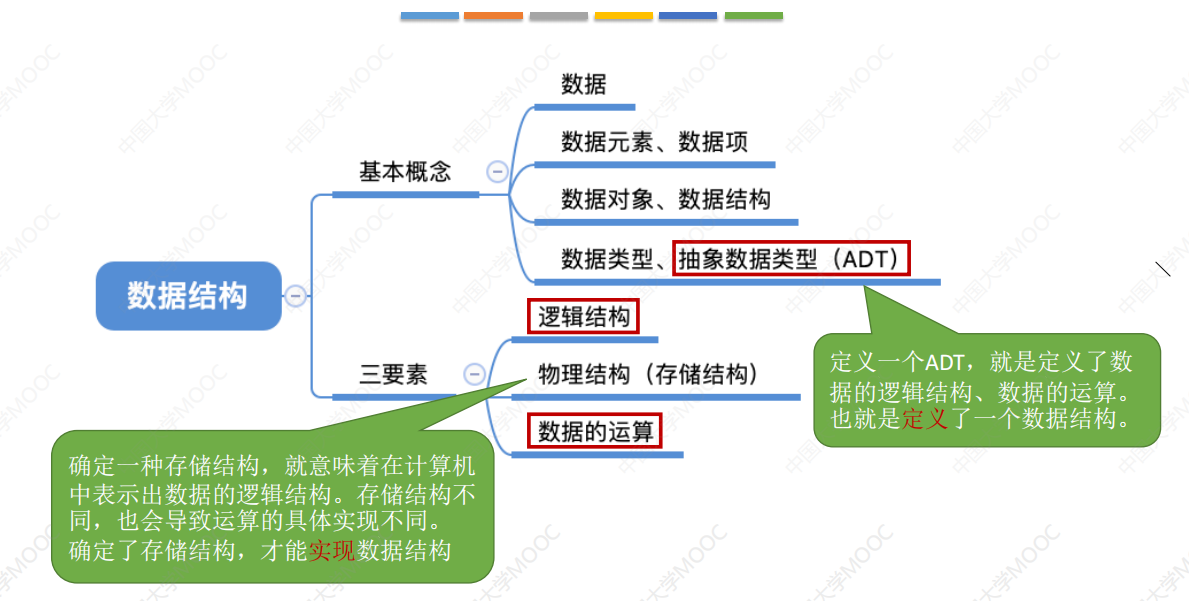 数据
数据元素、数据项
基本概念
数据对象、数据结构
数据类型、抽象数据类型（ADT）
数据结构
逻辑结构
三要素
物理结构（存储结构）
数据的运算
定义一个ADT，就是定义了数
据的逻辑结构、数据的运算。
也就是定义了一个数据结构。
确定一种存储结构，就意味着在计算机
中表示出数据的逻辑结构。存储结构不
同，也会导致运算的具体实现不同。
确定了存储结构，才能实现数据结构
中国大学MOOC